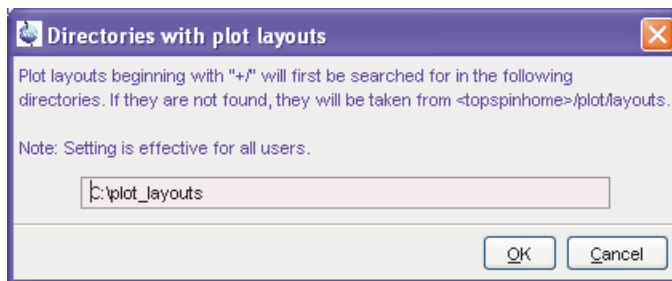 Directories with plot layouts
Plot layouts beginning with "+/" will first be searched for in the following
directories. If they are not found, they will be taken from <topspinhome>/plot/layouts.
Note: Setting is effective for all users.
C:\plot_layouts
OK
Cancel